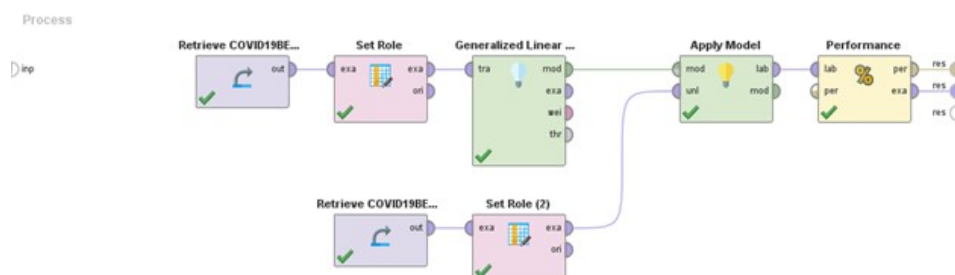 Process
Retrieve COVID19BE...
Set Role
Generalized Linear ...
Apply Model
Performance
inp
out
exa
exa
ori
tra
mod
exa
wei
thr
mod
lab
unl
mod
lab
per
per
exa
res
res
res
Retrieve COVID19BE...
Set Role (2)
out
exa
exa
ori